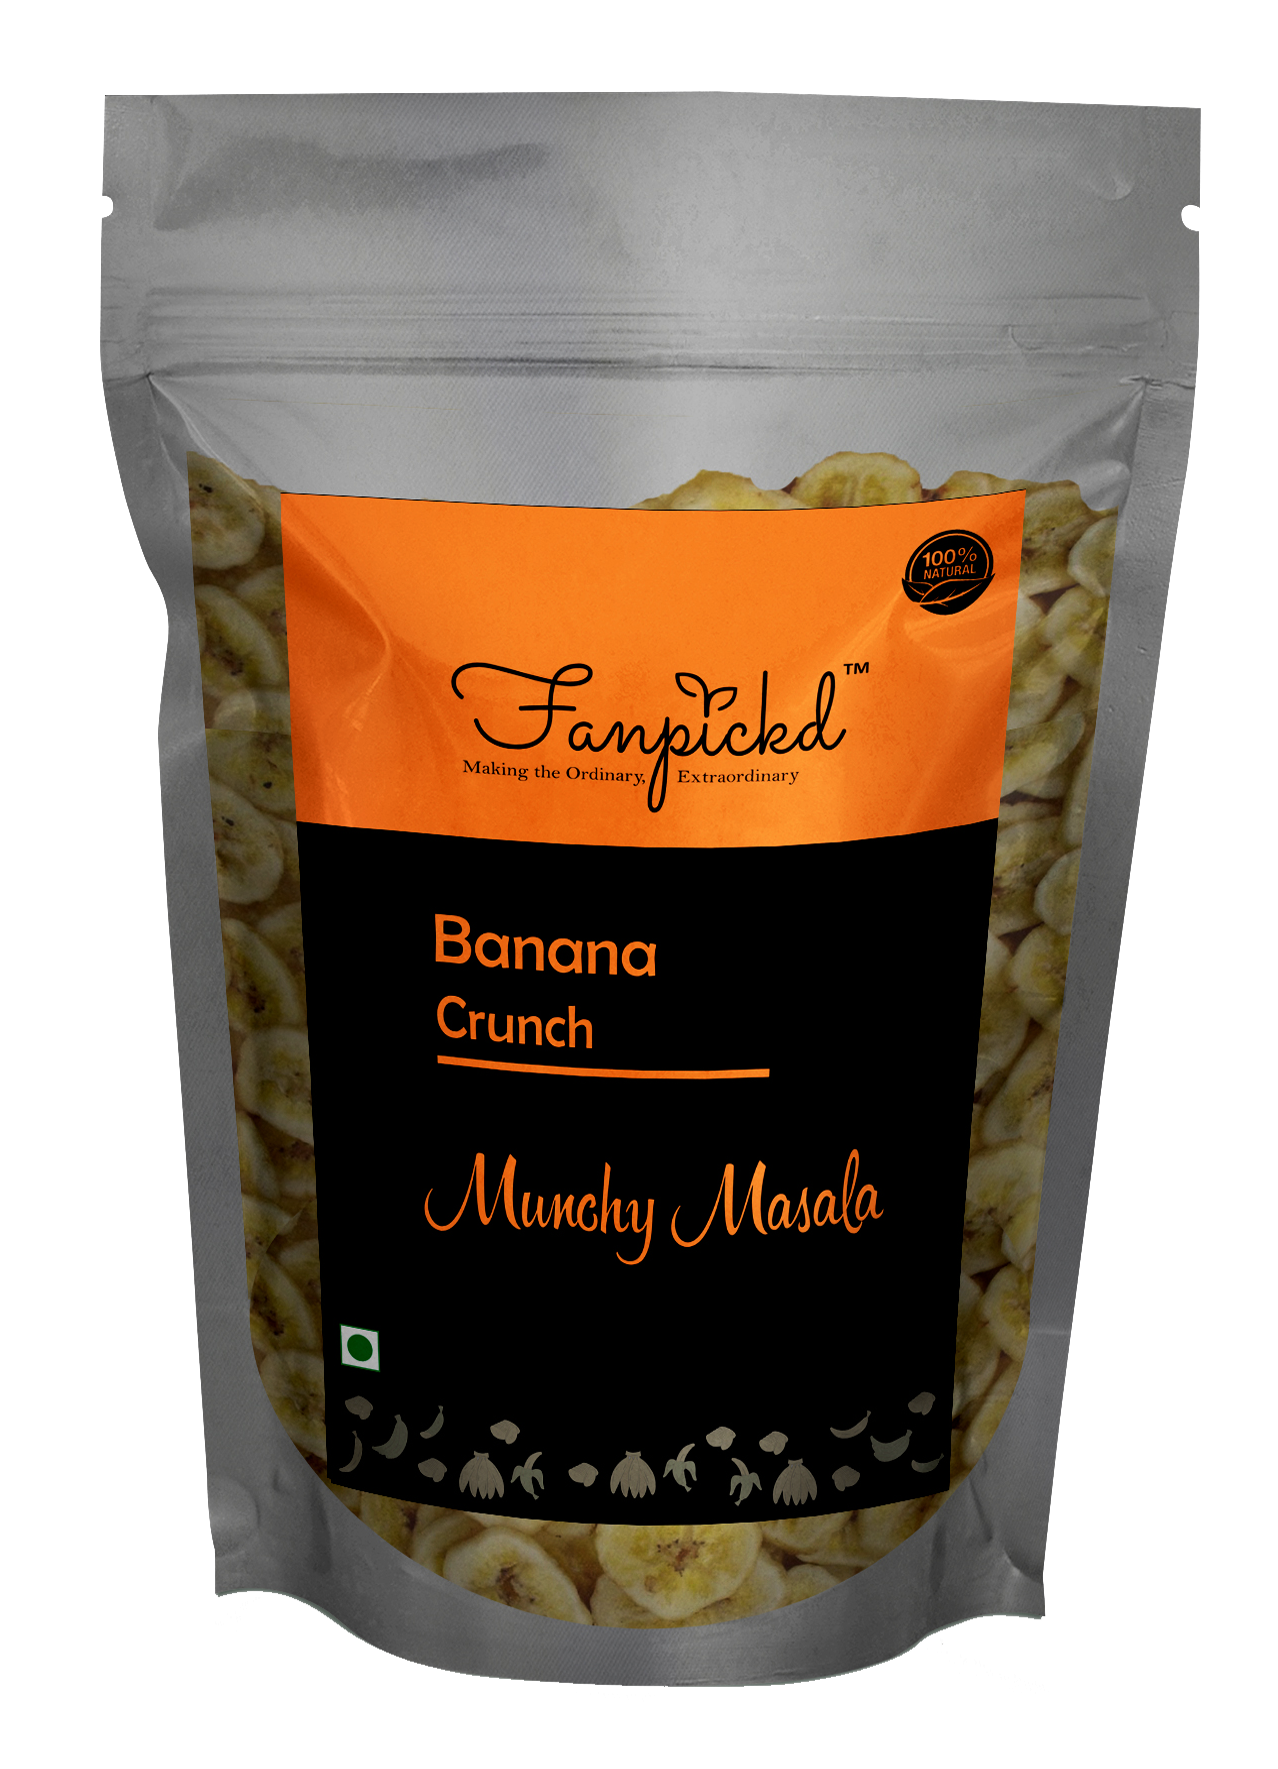 100%
NATURAL
Fanpickd™
Making the Ordinary, Extraordinary
Banana
Crunch
Munchy Masala